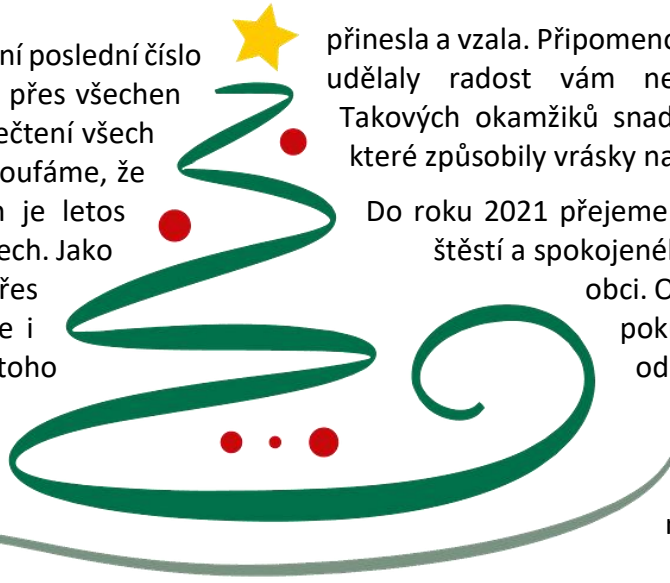 ní poslední číslo
přes všechen
ečtení všech
oufáme, že
je letos
ech. Jako
řes
e i
toho
přinesla a vzala. Připomeno
udělaly radost vám ne
Takových okamžiků snad
které způsobily vrásky na
Do roku 2021 přejeme
štěstí a spokojené
obci.
pok
od